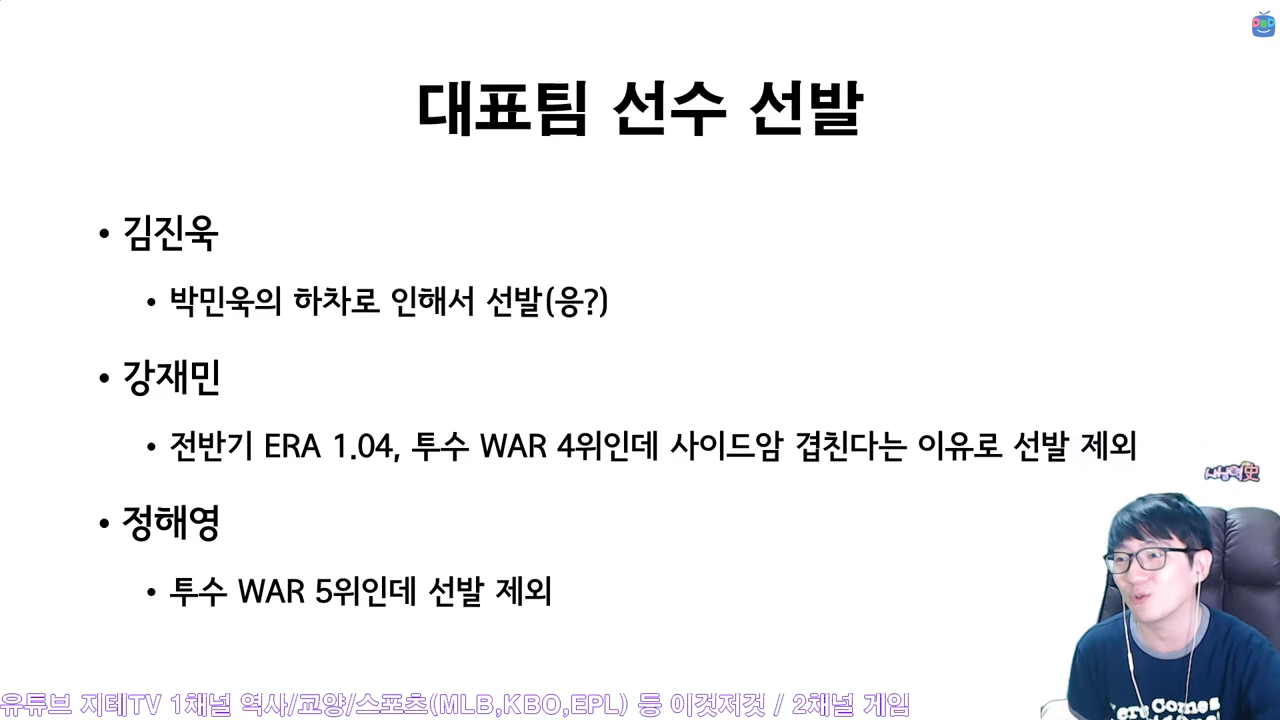 대표팀 선수 선발
• 김진욱
• 박민욱의 하차로 인해서 선발(응?)
• 강재민
• 전반기 ERA 1.04, 투수 WAR 4위인데 사이드암 겹친다는 이유로 선발 제외
• 정해영
• 투수 WAR 5위인데 선발 제외
유튜브 지테TV 1채널 역사/교양/스포츠(MLB,KBO,EPL) 등 이것저것 / 2채널 게임